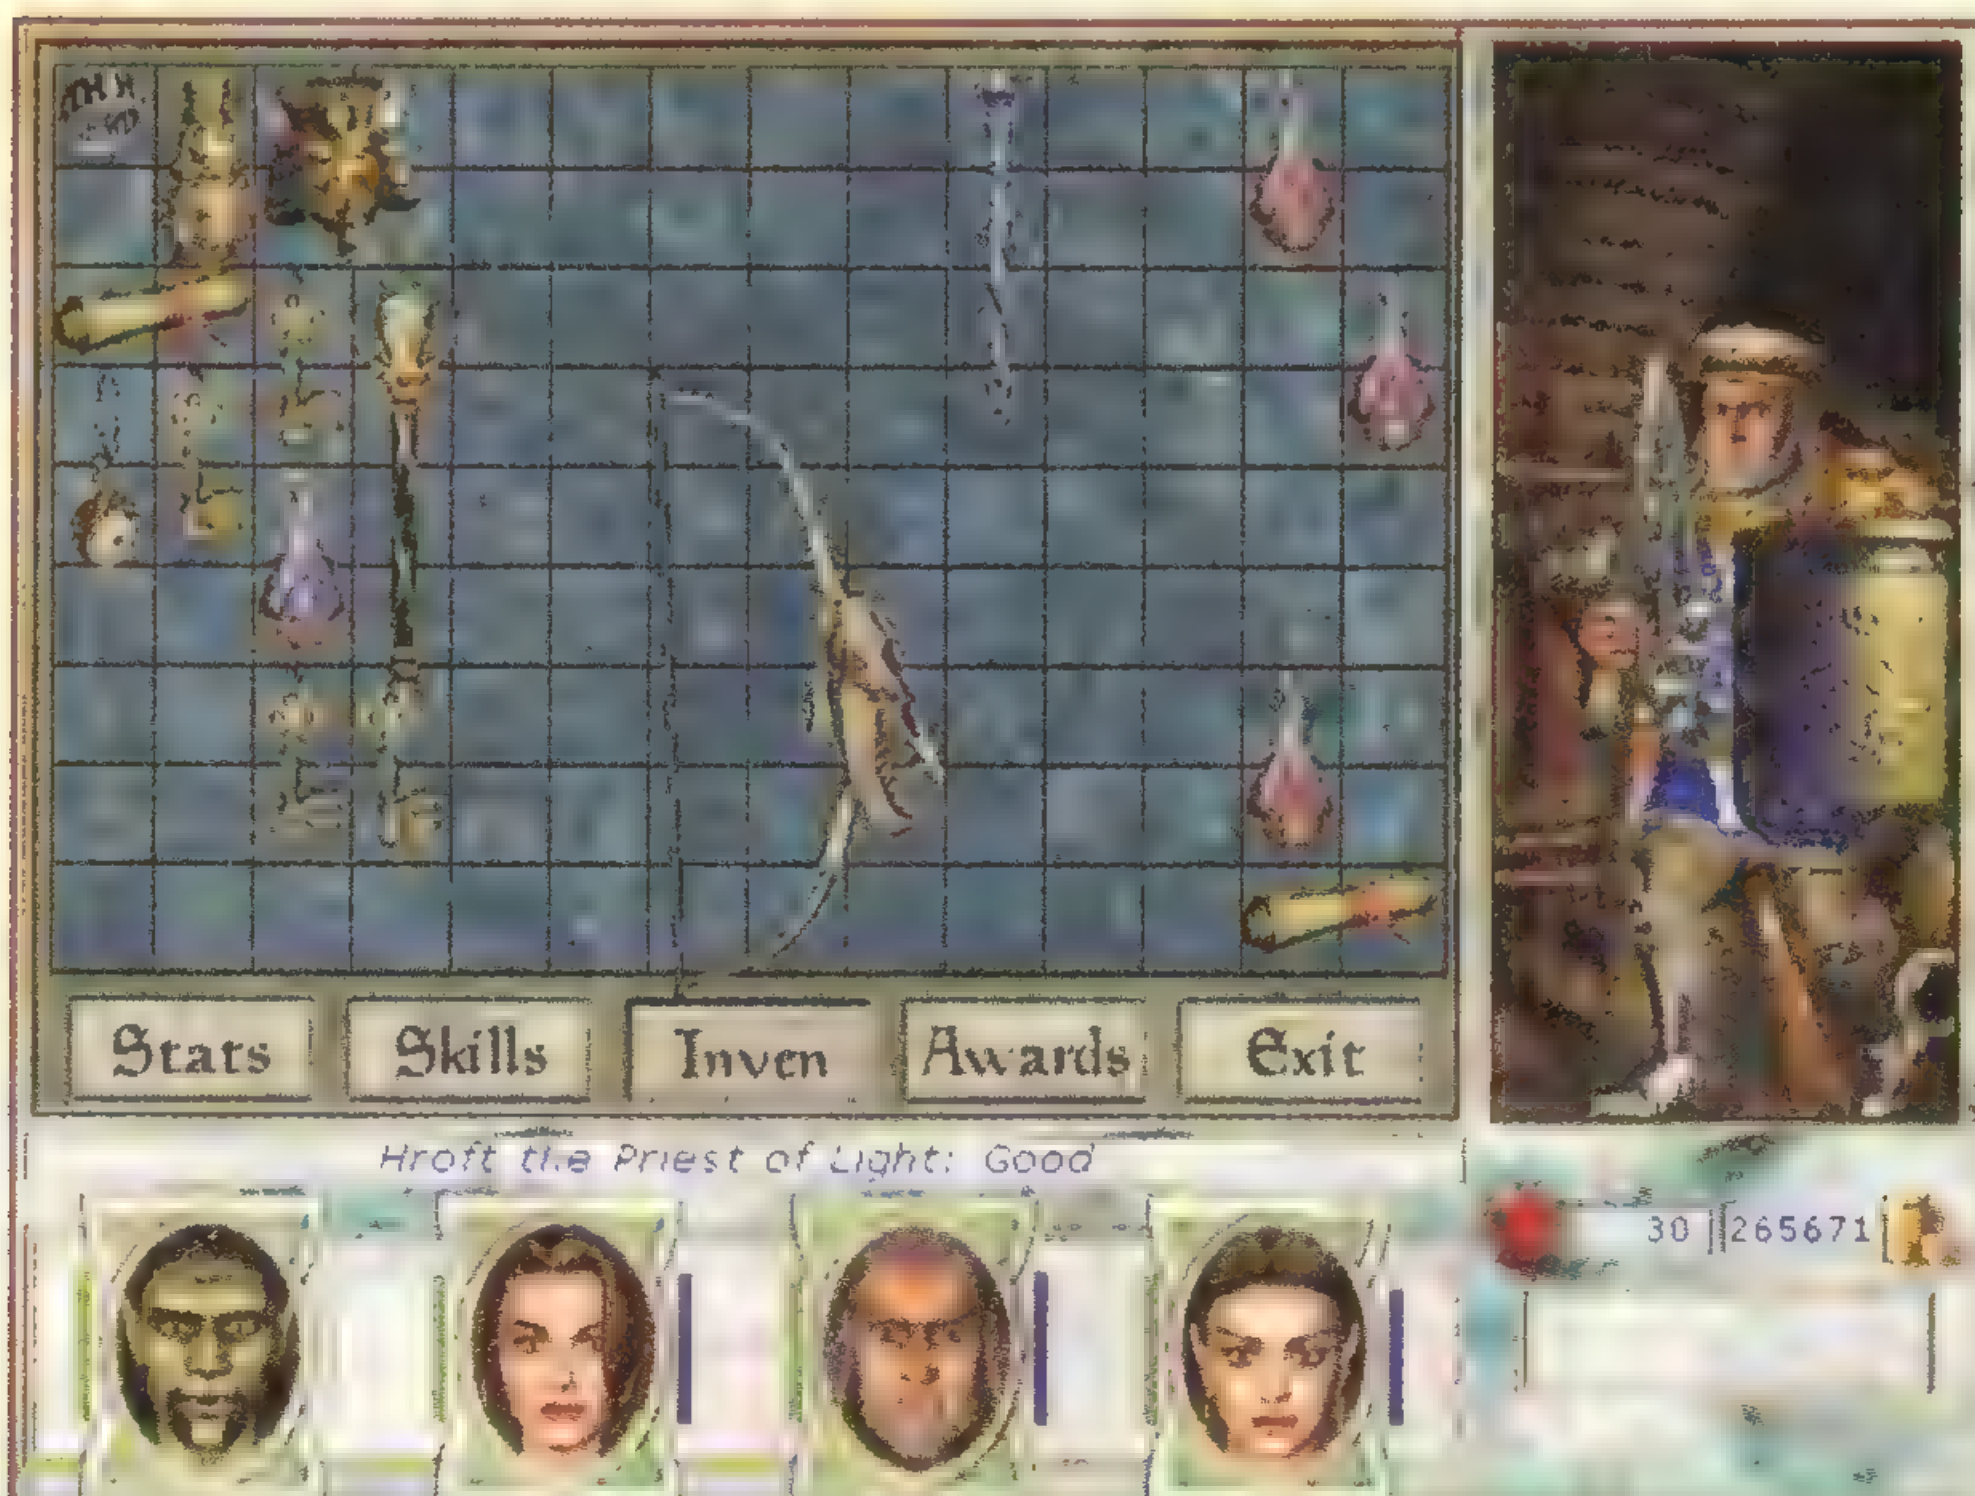 Stats Skills Inven Awards Exit
Hroft the Priest of Light: Good
30 265671